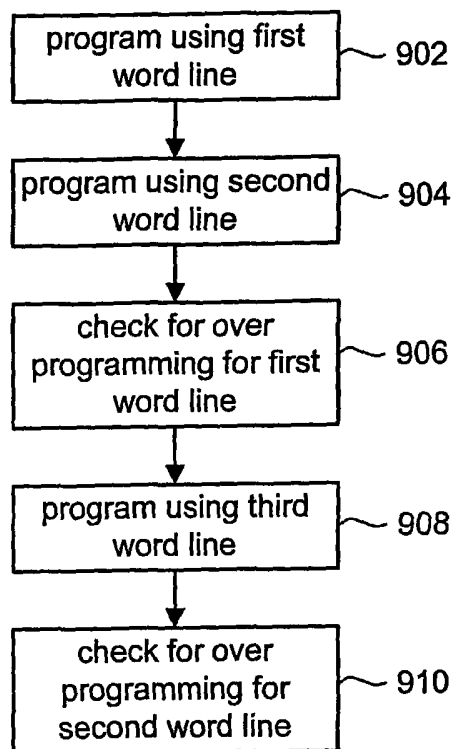 program using first
word line
902
program using second
word line
904
check for over
programming for first
word line
906
program using third
word line
908
check for over
programming for
second word line
910